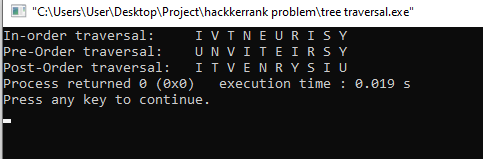 "C:\Users\User\Desktop\Project\hackkerrank problem\tree traversal.exe"
In-order traversal: I V T N E U R I S Y
Pre-Order traversal: U N V I T E I R S Y
Post-Order traversal: I T V E N R Y S I U
Process returned 0 (0x0) execution time : 0.019 s
Press any key to continue.